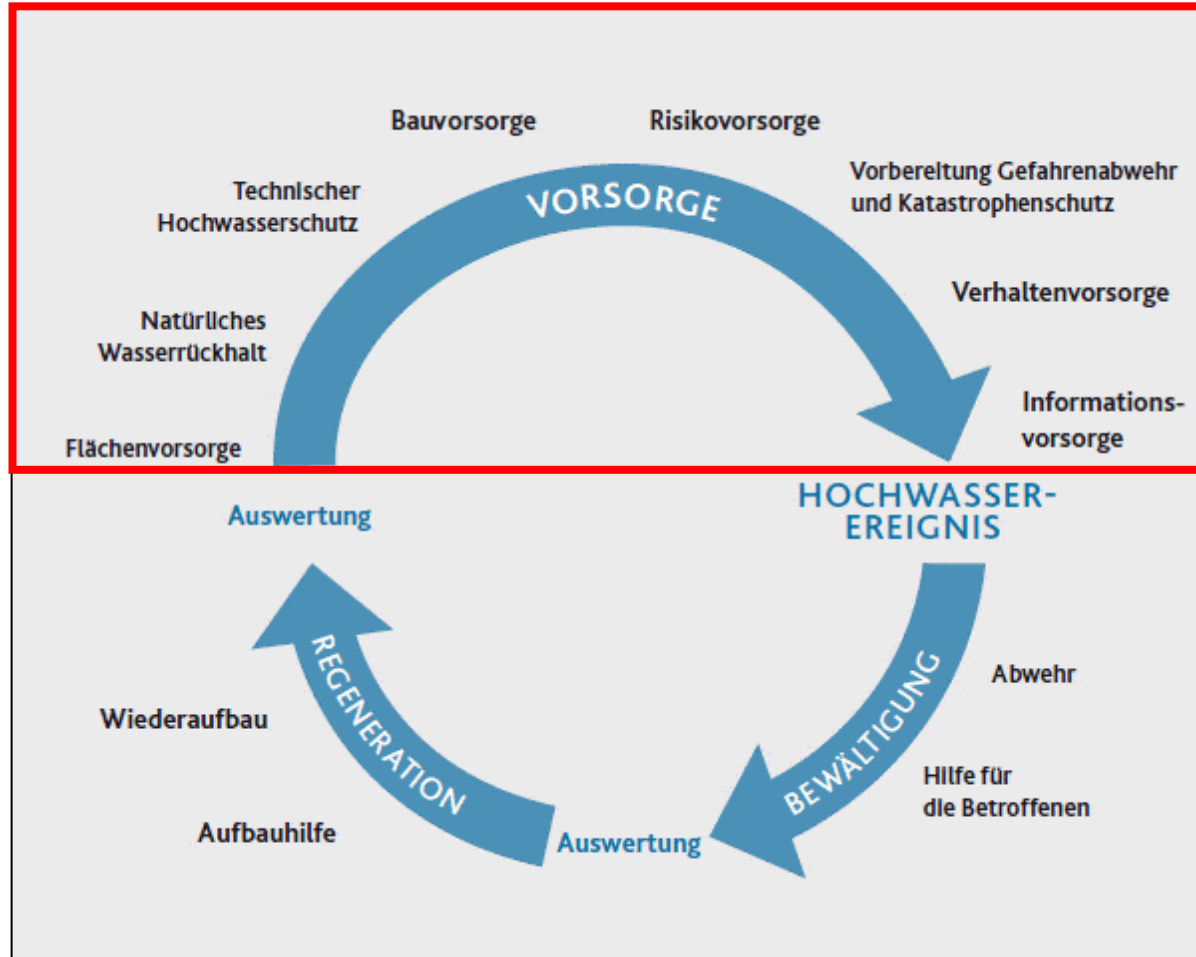 Bauvorsorge
Risikovorsorge
Technischer
Hochwasserschutz
VORSORGE
Vorbereitung Gefahrenabwehr
und Katastrophenschutz
Natürliches
Wasserrückhalt
Verhaltenvorsorge
Flächenvorsorge
Informations-
vorsorge
Auswertung
HOCHWASSER-
EREIGNIS
REGENERATION
BEWÄLTIGUNG
Abwehr
Wiederaufbau
Hilfe für
die Betroffenen
Aufbauhilfe
Auswertung